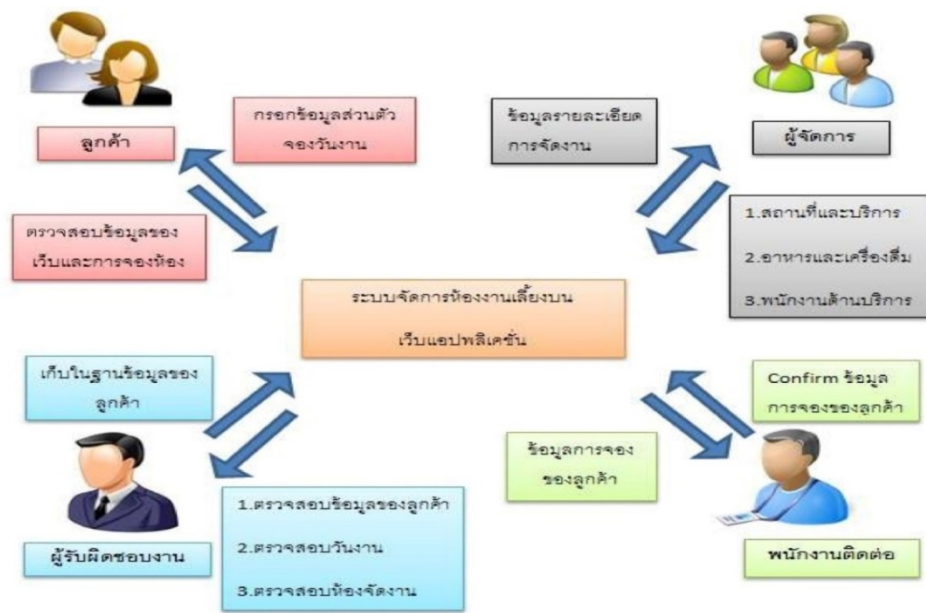 ลูกค้า
กรอกข้อมูลส่วนตัว
จองวันงาน
ข้อมูลรายละเอียด
การจัดงาน
ผู้จัดการ
ตรวจสอบข้อมูลของ
เว็บและการจองห้อง
1.สถานที่และบริการ
2.อาหารและเครื่องดื่ม
3.พนักงานด้านบริการ
ระบบจัดการห้องงานเลี้ยงบน
เว็บแอปพลิเคชั่น
เก็บในฐานข้อมูลของ
ลูกค้า
Confirm ข้อมูล
การจองของลูกค้า
ข้อมูลการจอง
ของลูกค้า
ผู้รับผิดชอบงาน
1.ตรวจสอบข้อมูลของลูกค้า
2.ตรวจสอบวันงาน
3.ตรวจสอบห้องจัดงาน
พนักงานติดต่อ